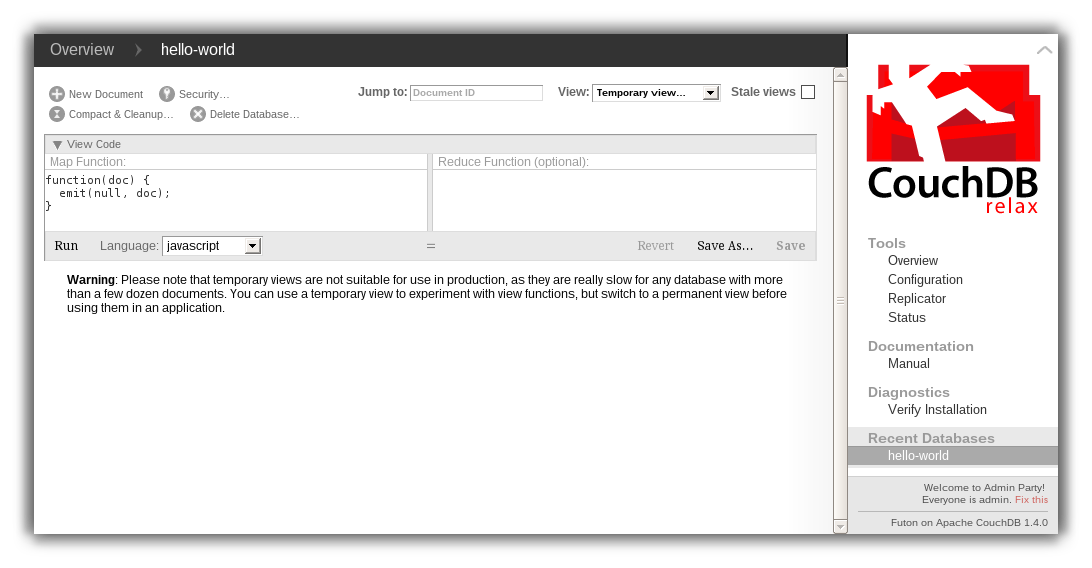 Overview hello-world
New Document Security… Jump to: Document ID View: Temporary view… Stale views
Compact & Cleanup… Delete Database…
View Code
Map Function: Reduce Function (optional):
function(doc) {
  emit(null, doc);
}
Run Language: javascript = Revert Save As… Save
Warning: Please note that temporary views are not suitable for use in production, as they are really slow for any database with more
than a few dozen documents. You can use a temporary view to experiment with view functions, but switch to a permanent view before
using them in an application.
CouchDB
relax
Tools
Overview
Configuration
Replicator
Status
Documentation
Manual
Diagnostics
Verify Installation
Recent Databases
hello-world
Welcome to Admin Party!
Everyone is admin. Fix this
Futon on Apache CouchDB 1.4.0